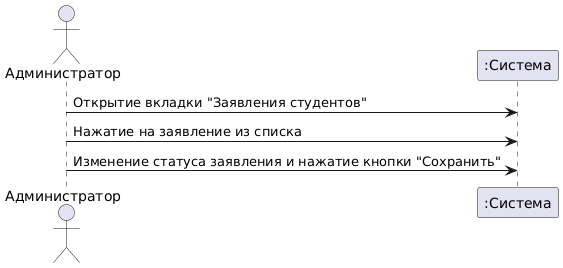 Администратор
:Система
Открытие вкладки "Заявления студентов"
Нажатие на заявление из списка
Изменение статуса заявления и нажатие кнопки "Сохранить"
Администратор
:Система